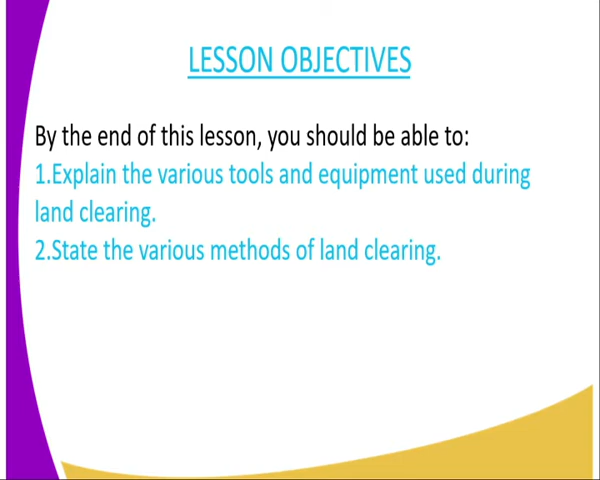 LESSON OBJECTIVES
By the end of this lesson, you should be able to:
1.Explain the various tools and equipment used during
land clearing.
2.State the various methods of land clearing.